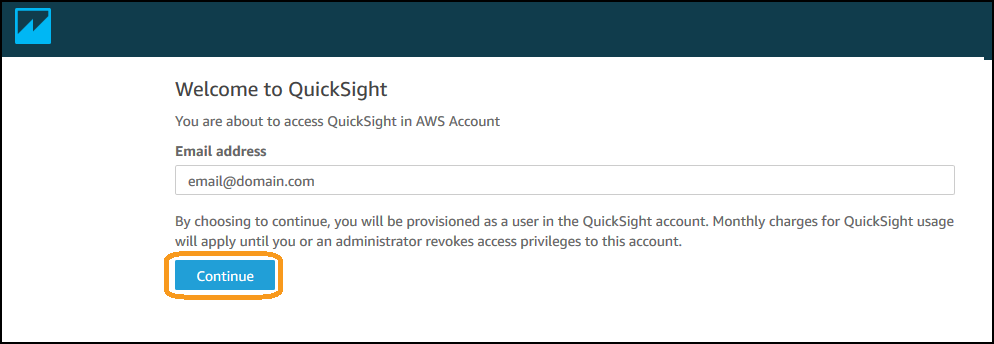 Welcome to QuickSight
You are about to access QuickSight in AWS Account
Email address
email@domain.com
By choosing to continue, you will be provisioned as a user in the QuickSight account. Monthly charges for QuickSight usage
will apply until you or an administrator revokes access privileges to this account.
Continue